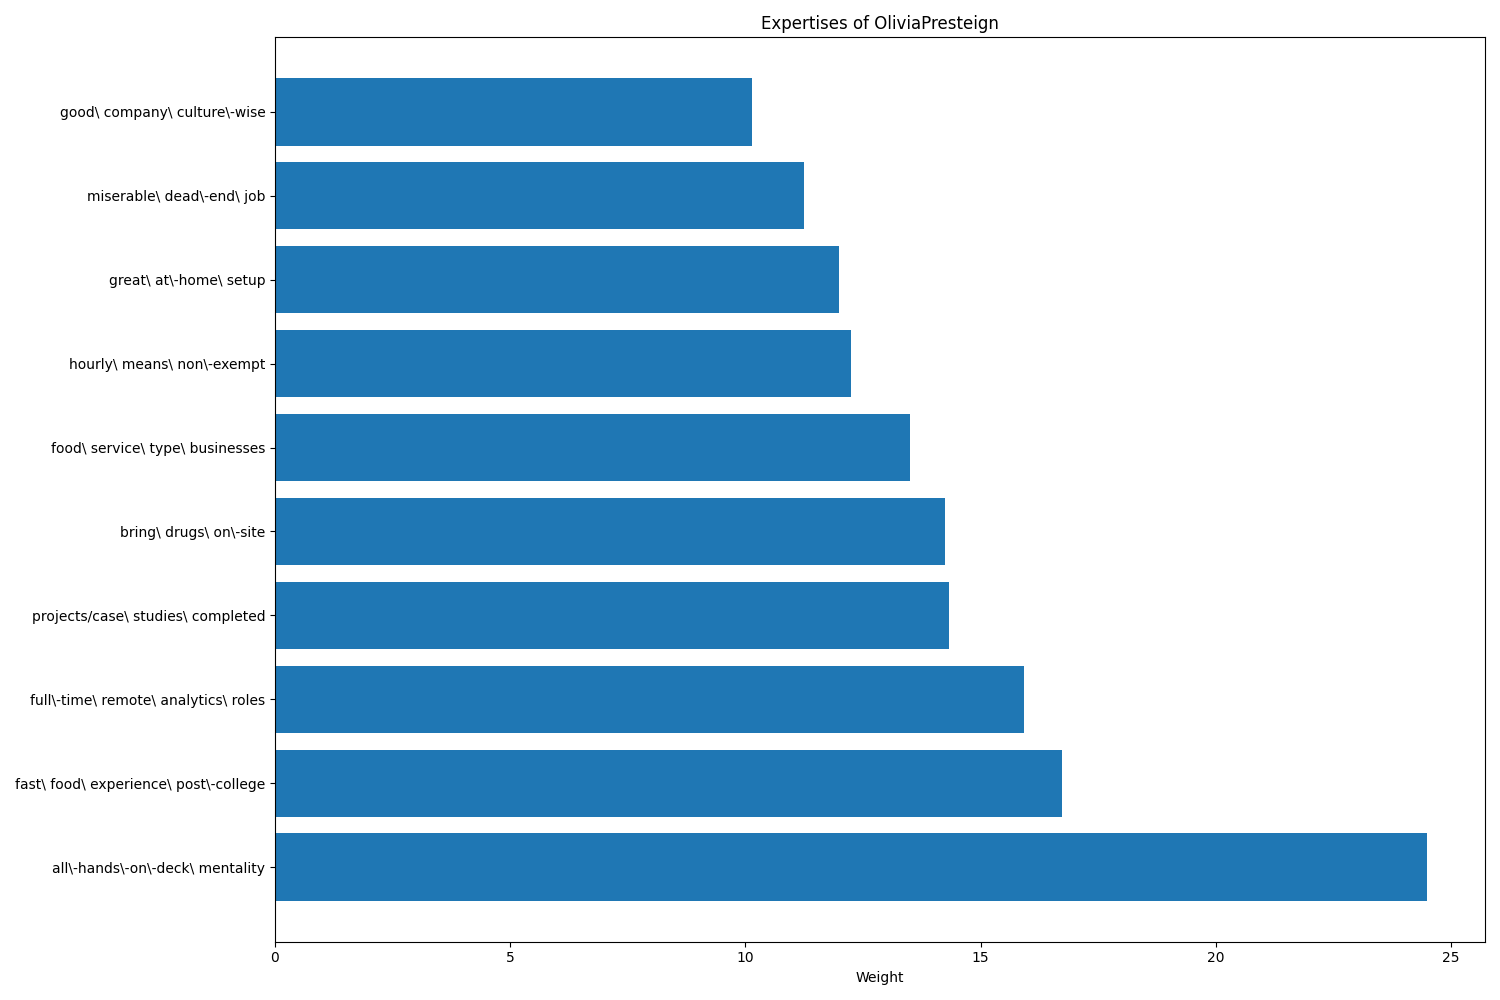 Expertises of OliviaPresteign
good\ company\ culture\-wise
miserable\ dead\-end\ job
great\ at\-home\ setup
hourly\ means\ non\-exempt
food\ service\ type\ businesses
bring\ drugs\ on\-site
projects/case\ studies\ completed
full\-time\ remote\ analytics\ roles
fast\ food\ experience\ post\-college
all\-hands\-on\-deck\ mentality
0 5 10 15 20 25
Weight